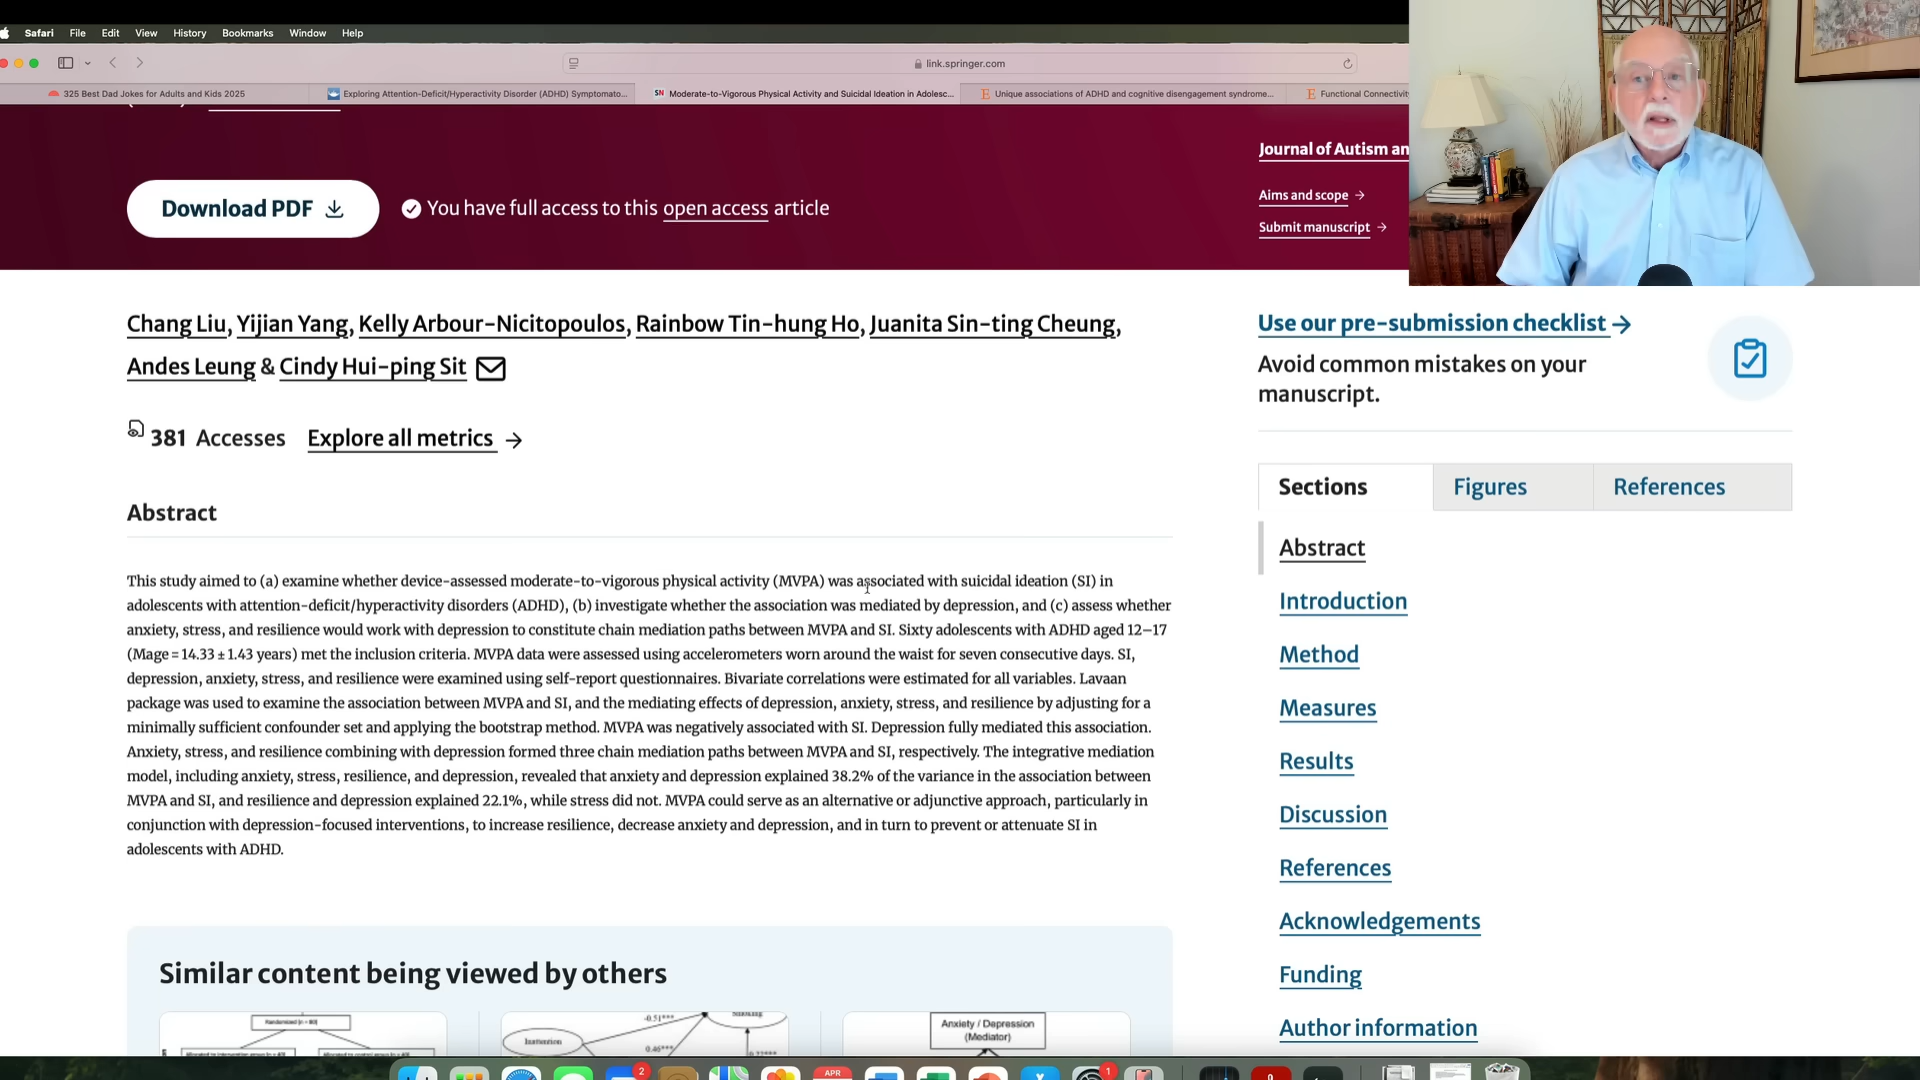 Safari File Edit View History Bookmarks Window Help
link.springer.com
325 Best Dad Jokes for Adults and Kids 2025
Exploring Attention-Deficit/Hyperactivity Disorder (ADHD) Symptomato...
SN Moderate-to-Vigorous Physical Activity and Suicidal Ideation in Adolesc...
E Unique associations of ADHD and cognitive disengagement syndrome...
E Functional Connectivity
Download PDF
You have full access to this open access article
Journal of Autism an
Aims and scope →
Submit manuscript →
Chang Liu, Yijian Yang, Kelly Arbour-Nicitopoulos, Rainbow Tin-hung Ho, Juanita Sin-ting Cheung,
Andes Leung & Cindy Hui-ping Sit
381 Accesses Explore all metrics →
Abstract
This study aimed to (a) examine whether device-assessed moderate-to-vigorous physical activity (MVPA) was associated with suicidal ideation (SI) in
adolescents with attention-deficit/hyperactivity disorders (ADHD), (b) investigate whether the association was mediated by depression, and (c) assess whether
anxiety, stress, and resilience would work with depression to constitute chain mediation paths between MVPA and SI. Sixty adolescents with ADHD aged 12–17
(Mage = 14.33 ± 1.43 years) met the inclusion criteria. MVPA data were assessed using accelerometers worn around the waist for seven consecutive days. SI,
depression, anxiety, stress, and resilience were examined using self-report questionnaires. Bivariate correlations were estimated for all variables. Lavaan
package was used to examine the association between MVPA and SI, and the mediating effects of depression, anxiety, stress, and resilience by adjusting for a
minimally sufficient confounder set and applying the bootstrap method. MVPA was negatively associated with SI. Depression fully mediated this association.
Anxiety, stress, and resilience combining with depression formed three chain mediation paths between MVPA and SI, respectively. The integrative mediation
model, including anxiety, stress, resilience, and depression, revealed that anxiety and depression explained 38.2% of the variance in the association between
MVPA and SI, and resilience and depression explained 22.1%, while stress did not. MVPA could serve as an alternative or adjunctive approach, particularly in
conjunction with depression-focused interventions, to increase resilience, decrease anxiety and depression, and in turn to prevent or attenuate SI in
adolescents with ADHD.
Similar content being viewed by others
Randomized (n = 80)
Inattention
-0.51***
0.46***
Anxiety / Depression
(Mediator)
Use our pre-submission checklist →
Avoid common mistakes on your
manuscript.
Sections Figures References
Abstract
Introduction
Method
Measures
Results
Discussion
References
Acknowledgements
Funding
Author information
2
APR
1